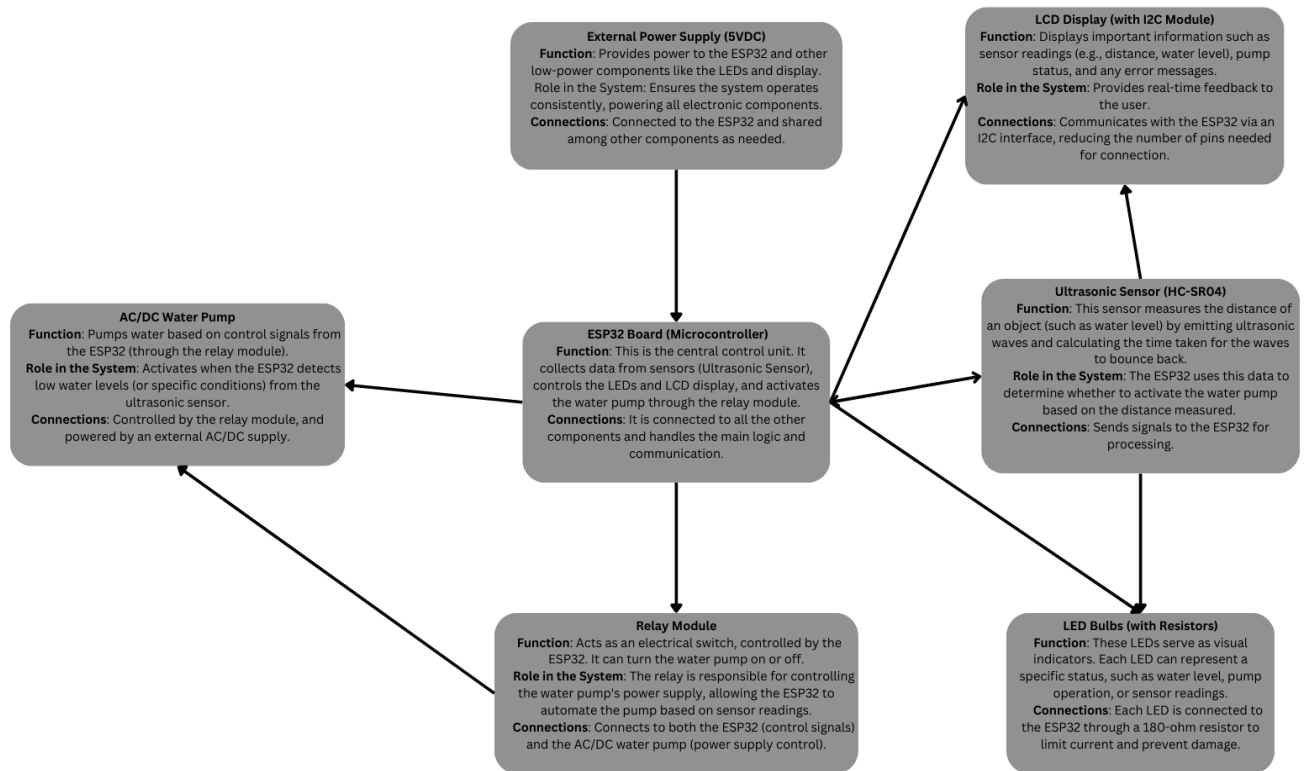 External Power Supply (5VDC)
Function: Provides power to the ESP32 and other
low-power components like the LEDs and display.
Role in the System: Ensures the system operates
consistently, powering all electronic components.
Connections: Connected to the ESP32 and shared
among other components as needed.
LCD Display (with I2C Module)
Function: Displays important information such as
sensor readings (e.g., distance, water level), pump
status, and any error messages.
Role in the System: Provides real-time feedback to
the user.
Connections: Communicates with the ESP32 via an
I2C interface, reducing the number of pins needed
for connection.
AC/DC Water Pump
Function: Pumps water based on control signals from
the ESP32 (through the relay module).
Role in the System: Activates when the ESP32 detects
low water levels (or specific conditions) from the
ultrasonic sensor.
Connections: Controlled by the relay module, and
powered by an external AC/DC supply.
ESP32 Board (Microcontroller)
Function: This is the central control unit. It
collects data from sensors (Ultrasonic Sensor),
controls the LEDs and LCD display, and activates
the water pump through the relay module.
Connections: It is connected to all the other
components and handles the main logic and
communication.
Ultrasonic Sensor (HC-SR04)
Function: This sensor measures the distance of
an object (such as water level) by emitting ultrasonic
waves and calculating the time taken for the waves
to bounce back.
Role in the System: The ESP32 uses this data to
determine whether to activate the water pump
based on the distance measured.
Connections: Sends signals to the ESP32 for
processing.
Relay Module
Function: Acts as an electrical switch, controlled by the
ESP32. It can turn the water pump on or off.
Role in the System: The relay is responsible for controlling
the water pump's power supply, allowing the ESP32 to
automate the pump based on sensor readings.
Connections: Connects to both the ESP32 (control signals)
and the AC/DC water pump (power supply control).
LED Bulbs (with Resistors)
Function: These LEDs serve as visual
indicators. Each LED can represent a
specific status, such as water level, pump
operation, or sensor readings.
Connections: Each LED is connected to
the ESP32 through a 180-ohm resistor to
limit current and prevent damage.